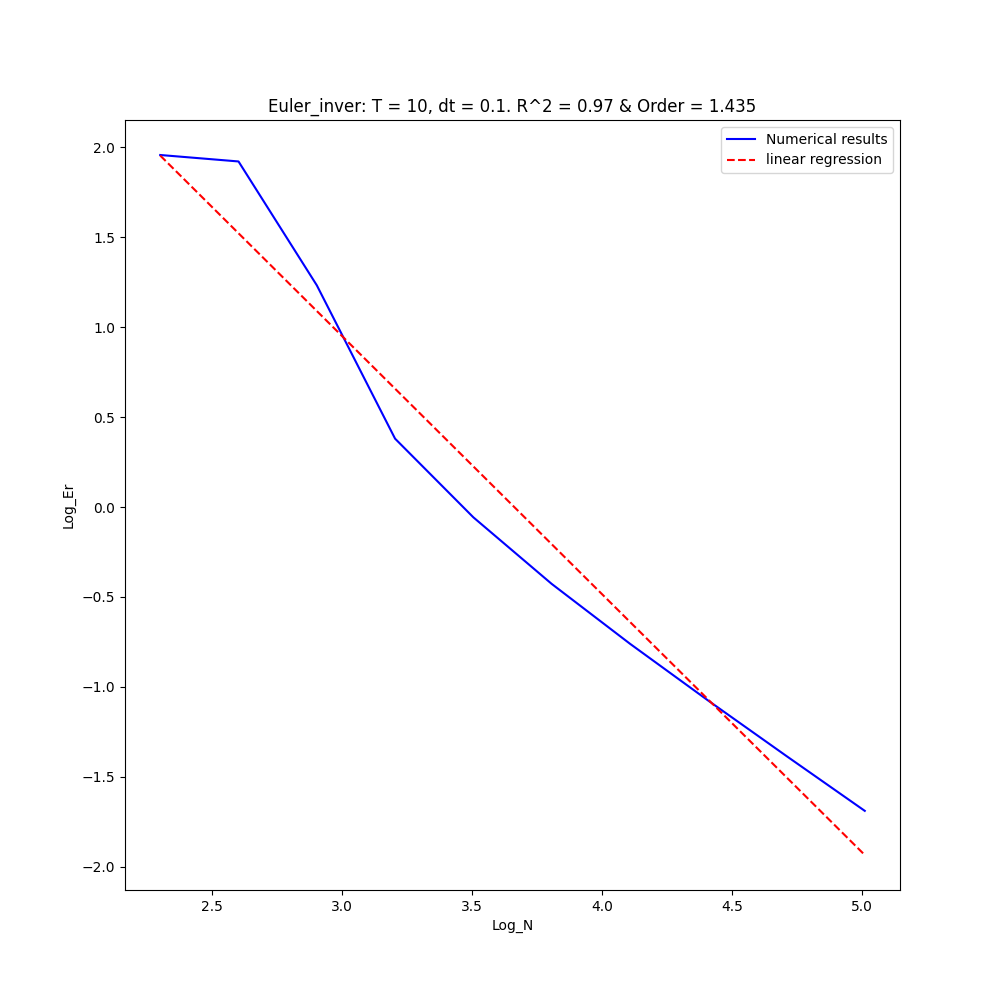 Euler_inver: T = 10, dt = 0.1. R^2 = 0.97 & Order = 1.435
Numerical results
linear regression
2.0
1.5
1.0
0.5
0.0
−0.5
−1.0
−1.5
−2.0
Log_Er
2.5 3.0 3.5 4.0 4.5 5.0
Log_N